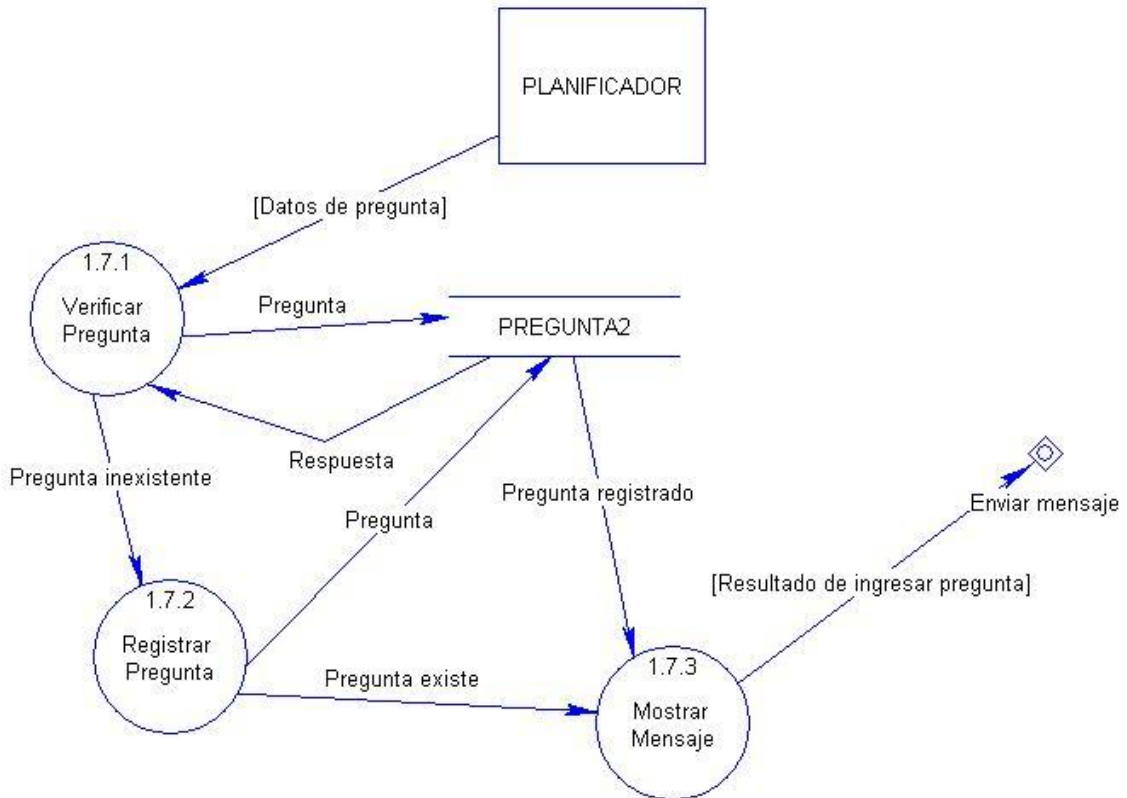 PLANIFICADOR
[Datos de pregunta]
1.7.1
Verificar
Pregunta
Pregunta
PREGUNTA2
Respuesta
Pregunta inexistente
Pregunta registrado
Enviar mensaje
Pregunta
[Resultado de ingresar pregunta]
1.7.2
Registrar
Pregunta
Pregunta existe
1.7.3
Mostrar
Mensaje